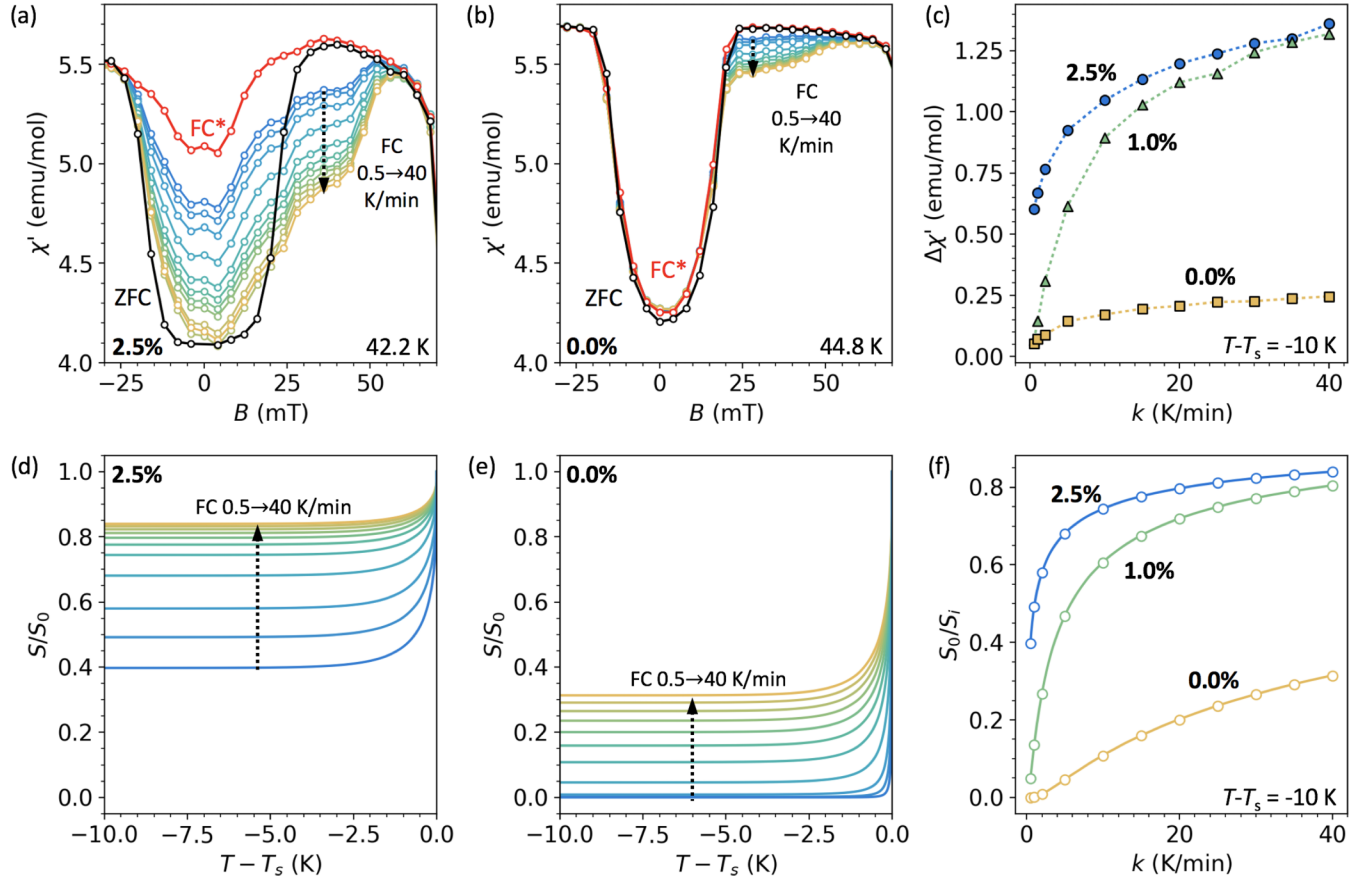 (a)
χ' (emu/mol)
5.5
5.0
4.5
4.0
FC*
FC
0.5→40
K/min
ZFC
2.5%
42.2 K
−25
0
25
50
B (mT)
(b)
χ' (emu/mol)
5.5
5.0
4.5
4.0
FC
0.5→40
K/min
FC*
ZFC
0.0%
44.8 K
−25
0
25
50
B (mT)
(c)
Δχ' (emu/mol)
1.25
1.00
0.75
0.50
0.25
0.00
2.5%
1.0%
0.0%
T-Ts = -10 K
0
20
40
k (K/min)
(d)
S/S0
1.0
0.8
0.6
0.4
0.2
0.0
2.5%
FC 0.5→40 K/min
−10.0
−7.5
−5.0
−2.5
0.0
T − Ts (K)
(e)
S/S0
1.0
0.8
0.6
0.4
0.2
0.0
0.0%
FC 0.5→40 K/min
−10.0
−7.5
−5.0
−2.5
0.0
T − Ts (K)
(f)
S0/Si
0.8
0.6
0.4
0.2
0.0
2.5%
1.0%
0.0%
T-Ts = -10 K
0
20
40
k (K/min)